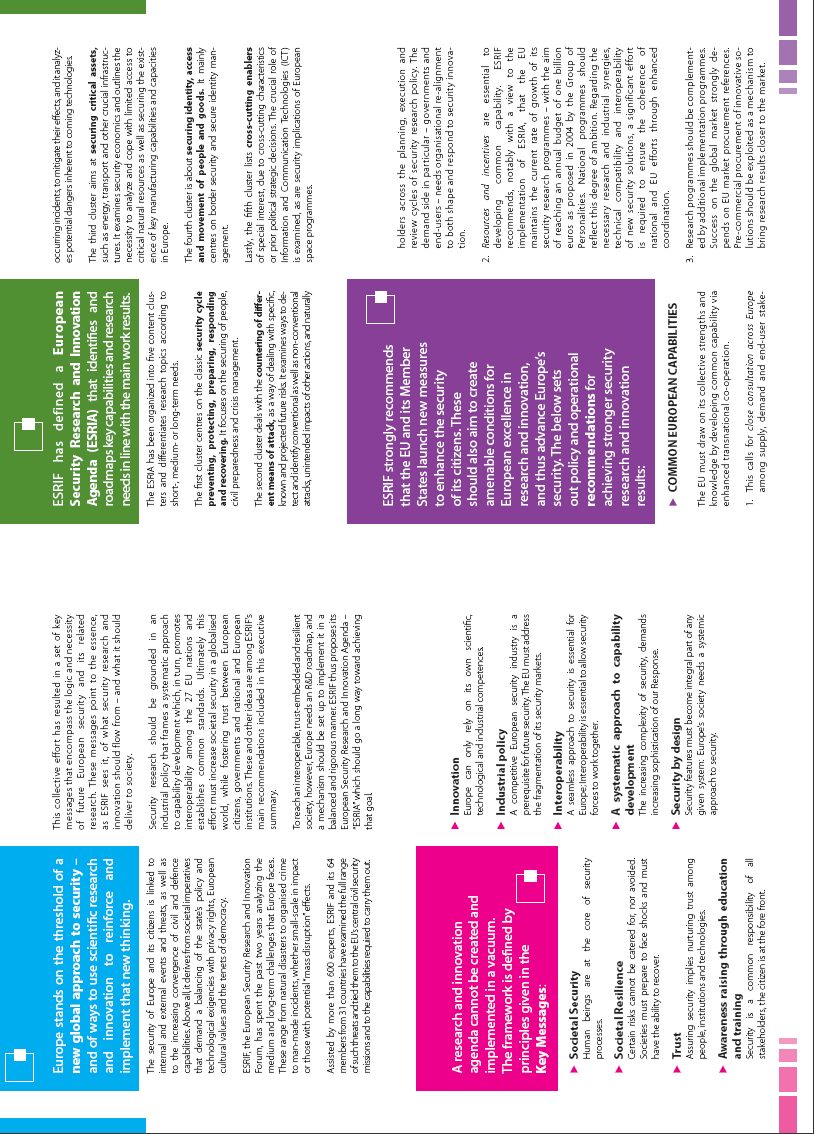 Europe stands on the threshold of a
new global approach to security –
and of ways to use scientific research
and innovation to reinforce and
implement that new thinking.
The security of Europe and its citizens is linked to
internal and external events and threats, as well as
to the increasing convergence of civil and defence
capabilities. Above all, it derives from societal imperatives
that demand a balancing of the state's policy and
technological exigencies with privacy rights, European
cultural values and the tenets of democracy.
ESRIF, the European Security Research and Innovation
Forum, has spent the past two years analyzing the
medium and long-term challenges that Europe faces.
These range from natural disasters to organised crime
to man-made incidents, whether small-scale in impact
or those with potential "mass disruption" effects.
Assisted by more than 600 experts, ESRIF and its 64
members from 31 countries have examined the full range
of such threats and tied them to the EU's central civil security
missions and to the capabilities required to carry them out.
This collective effort has resulted in a set of key
messages that encompass the logic and necessity
of future European security and its related
research. These messages point to the essence,
as ESRIF sees it, of what security research and
innovation should flow from – and what it should
deliver to society.
Security research should be grounded in an
industrial policy that frames a systematic approach
to capability development which, in turn, promotes
interoperability among the 27 EU nations and
establishes common standards. Ultimately this
effort must increase societal security in a globalised
world, while fostering trust between European
citizens, governments and national and European
institutions. These and other ideas are among ESRIF's
main recommendations included in this executive
summary.
To reach an interoperable, trust-embedded and resilient
society, however, Europe needs an R&D roadmap, and
a mechanism should be set up to implement it in a
balanced and rigorous manner. ESRIF thus proposes its
European Security Research and Innovation Agenda –
"ESRIA" which should go a long way toward achieving
that goal.
A research and innovation
agenda cannot be created and
implemented in a vacuum.
The framework is defined by
principles given in the
Key Messages:
▶ Societal Security
Human beings are at the core of security
processes.
▶ Societal Resilience
Certain risks cannot be catered for, nor avoided.
Societies must prepare to face shocks and must
have the ability to recover.
▶ Trust
Assuring security implies nurturing trust among
people, institutions and technologies.
▶ Awareness raising through education
and training
Security is a common responsibility of all
stakeholders, the citizen is at the fore front.
▶ Innovation
Europe can only rely on its own scientific,
technological and industrial competences.
▶ Industrial policy
A competitive European security industry is a
prerequisite for future security. The EU must address
the fragmentation of its security markets.
▶ Interoperability
A seamless approach to security is essential for
Europe; Interoperability is essential to allow security
forces to work together.
▶ A systematic approach to capability
development
The increasing complexity of security, demands
increasing sophistication of our Response.
▶ Security by design
Security features must become integral part of any
given system: Europe's society needs a systemic
approach to security.
ESRIF has defined a European
Security Research and Innovation
Agenda (ESRIA) that identifies and
roadmaps key capabilities and research
needs in line with the main work results.
The ESRIA has been organized into five content clus-
ters and differentiates research topics according to
short-, medium- or long-term needs.
The first cluster centres on the classic security cycle
preventing, protecting, preparing, responding
and recovering. It focuses on the securing of people,
civil preparedness and crisis management.
The second cluster deals with the countering of differ-
ent means of attack, as a way of dealing with specific,
known and projected future risks. It examines ways to de-
tect and identify conventional as well as non-conventional
attacks, unintended impacts of other actions, and naturally
occuring incidents, to mitigate their effects, and it analyz-
es potential dangers inherent to coming technologies.
The third cluster aims at securing critical assets,
such as energy, transport and other crucial infrastruc-
tures. It examines security economics and outlines the
necessity to analyze and cope with limited access to
critical natural resources as well as securing the exist-
ence of key manufacturing capabilities and capacities
in Europe.
The fourth cluster is about securing identity, access
and movement of people and goods. It mainly
centres on border security and secure identity man-
agement.
Lastly, the fifth cluster lists cross-cutting enablers
of special interest, due to cross-cutting characteristics
or prior political strategic decisions. The crucial role of
Information and Communication Technologies (ICT)
is examined, as are security implications of European
space programmes.
ESRIF strongly recommends
that the EU and its Member
States launch new measures
to enhance the security
of its citizens. These
should also aim to create
amenable conditions for
European excellence in
research and innovation,
and thus advance Europe's
security. The below sets
out policy and operational
recommendations for
achieving stronger security
research and innovation
results:
▶ COMMON EUROPEAN CAPABILITIES
The EU must draw on its collective strengths and
knowledge by developing common capability via
enhanced transnational co-operation.
1. This calls for close consultation across Europe
among supply, demand and end-user stake-
holders across the planning, execution and
review cycles of security research policy. The
demand side in particular – governments and
end-users – needs organisational re-alignment
to both shape and respond to security innova-
tion.
2. Resources and incentives are essential to
developing common capability. ESRIF
recommends, notably with a view to the
implementation of ESRIA, that the EU
maintains the current rate of growth of its
security research programmes – with the aim
of reaching an annual budget of one billion
euros as proposed in 2004 by the Group of
Personalities. National programmes should
reflect this degree of ambition. Regarding the
necessary research and industrial synergies,
technical compatibility and interoperability
of new security solutions, a significant effort
is required to ensure the coherence of
national and EU efforts through enhanced
coordination.
3. Research programmes should be complement-
ed by additional implementation programmes.
Success on the global market strongly de-
pends on EU market procurement references.
Pre-commercial procurement of innovative so-
lutions should be exploited as a mechanism to
bring research results closer to the market.